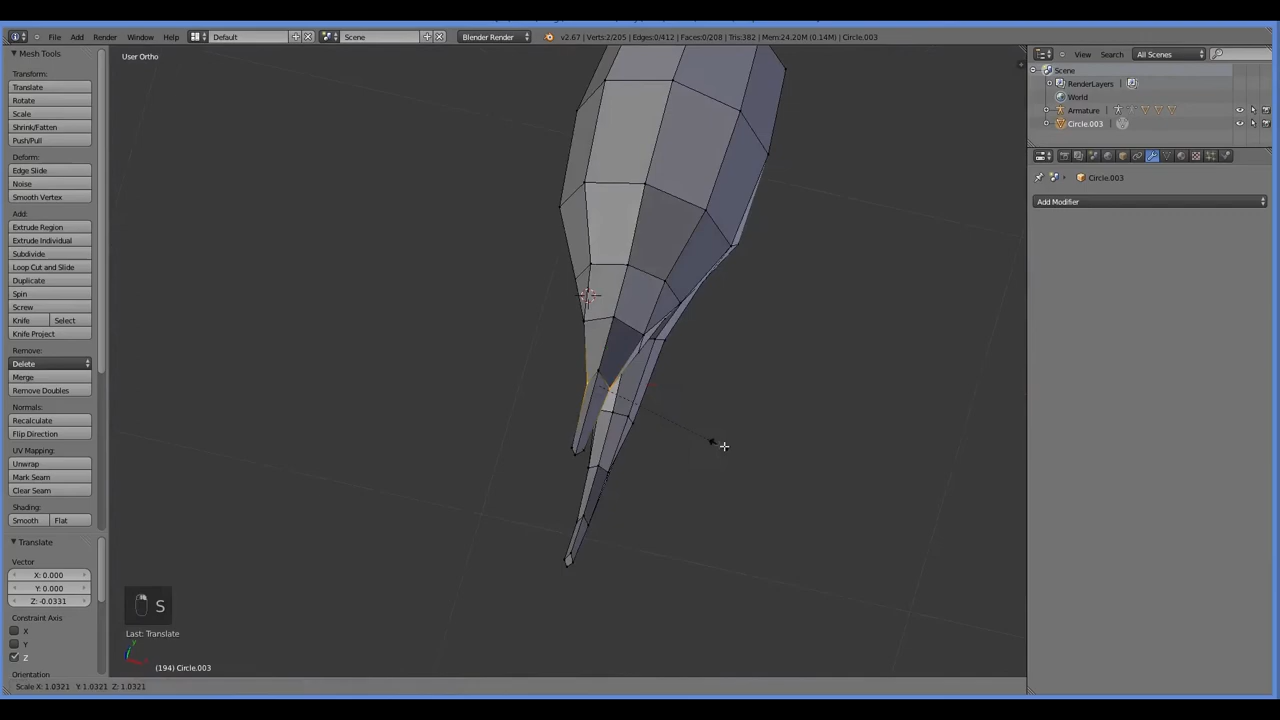 File Add Render Window Help Default Scene Blender Render v2.67 | Verts:2/205 | Edges:0/412 | Faces:0/208 | Tris:382 | Mem:24.20M (0.14M) | Circle.003
Mesh Tools
Transform:
Translate
Rotate
Scale
Shrink/Fatten
Push/Pull
Deform:
Edge Slide
Noise
Smooth Vertex
Add:
Extrude Region
Extrude Individual
Subdivide
Loop Cut and Slide
Duplicate
Spin
Screw
Knife Select
Knife Project
Remove:
Delete
Merge
Remove Doubles
Normals:
Recalculate
Flip Direction
UV Mapping:
Unwrap
Mark Seam
Clear Seam
Shading:
Smooth Flat
Translate
Vector
X: 0.000
Y: 0.000
Z: -0.0331
Constraint Axis
X
Y
Z
Orientation
User Ortho
S
Last: Translate
(194) Circle.003
Scale X: 1.0321 Y: 1.0321 Z: 1.0321
View Search All Scenes
Scene
RenderLayers
World
Armature
Circle.003
Circle.003
Add Modifier